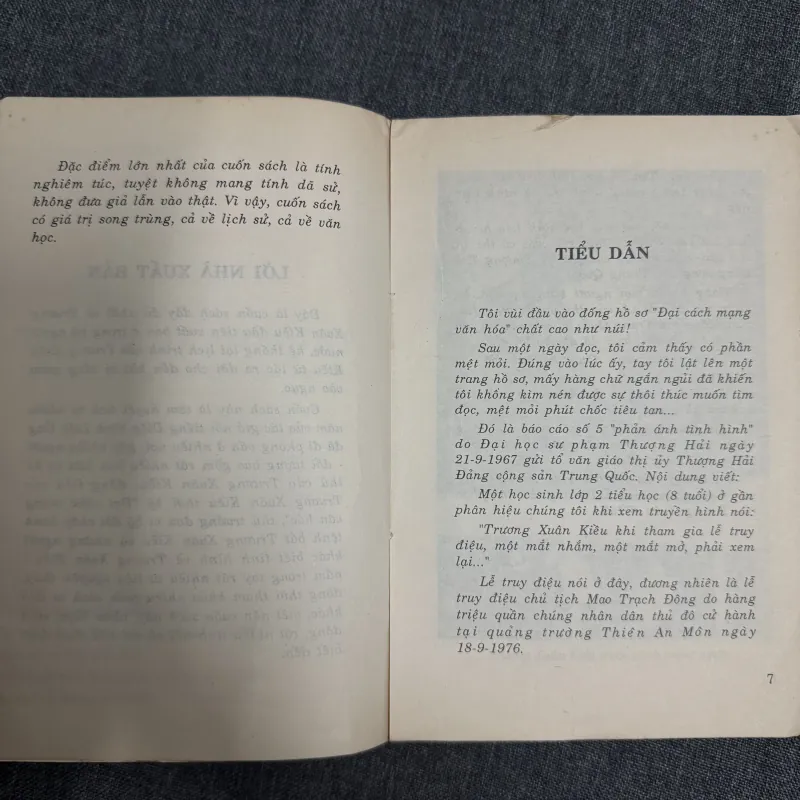 Đặc điểm lớn nhất của cuốn sách là tính
nghiêm túc, tuyệt không mang tính dã sử,
không đưa giả lẫn vào thật. Vì vậy, cuốn sách
có giá trị song trùng, cả về lịch sử, cả về văn
học.
TIỂU DẪN
Tôi vùi đầu vào đống hồ sơ "Đại cách mạng
văn hóa" chất cao như núi!
Sau một ngày đọc, tôi cảm thấy có phần
mệt mỏi. Đúng vào lúc ấy, tay tôi lật lên một
trang hồ sơ, mấy hàng chữ ngắn ngủi đã khiến
tôi không kìm nén được sự thôi thúc muốn tìm
đọc, mệt mỏi phút chốc tiêu tan...
Đó là báo cáo số 5 "phản ánh tình hình"
do Đại học sư phạm Thượng Hải ngày
21-9-1967 gửi tổ văn giáo thị ủy Thượng Hải
Đảng cộng sản Trung Quốc. Nội dung viết:
Một học sinh lớp 2 tiểu học (8 tuổi) ở gần
phân hiệu chúng tôi khi xem truyền hình nói:
"Trương Xuân Kiều khi tham gia lễ truy
điệu, một mắt nhắm, một mắt mở, phải xem
lại..."
Lễ truy điệu nói ở đây, đương nhiên là lễ
truy điệu chủ tịch Mao Trạch Đông do hàng
triệu quần chúng nhân dân thủ đô cử hành
tại quảng trường Thiên An Môn ngày
18-9-1976.
7